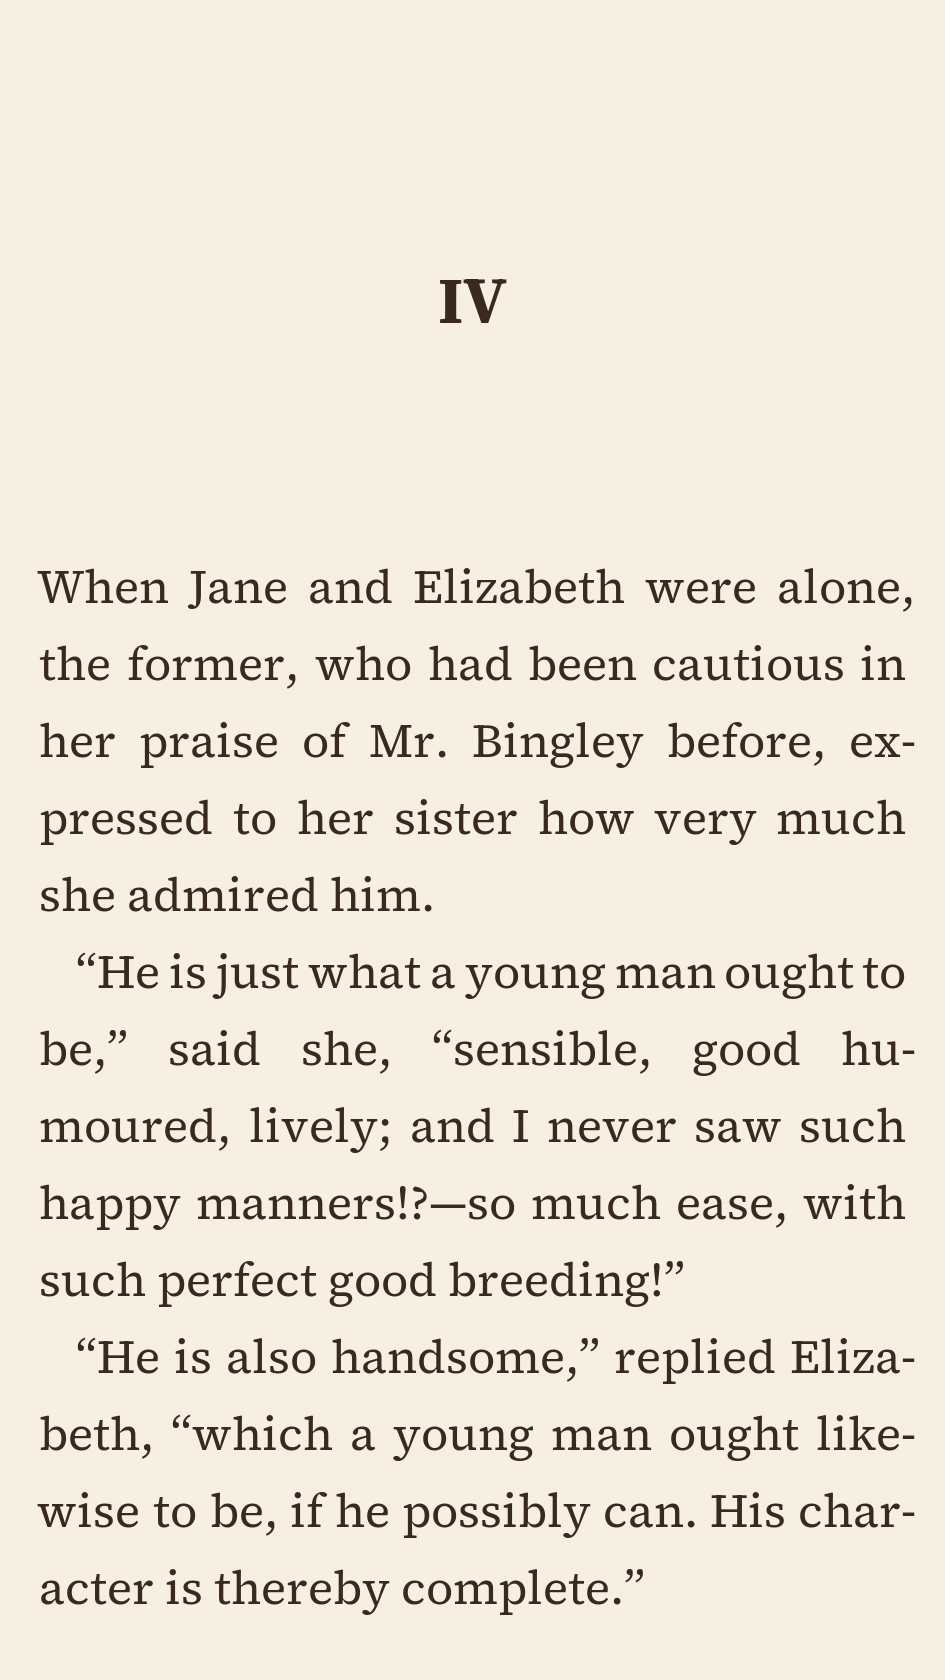 IV
When Jane and Elizabeth were alone,
the former, who had been cautious in
her praise of Mr. Bingley before, ex-
pressed to her sister how very much
she admired him.
“He is just what a young man ought to
be,” said she, “sensible, good hu-
moured, lively; and I never saw such
happy manners!?—so much ease, with
such perfect good breeding!”
“He is also handsome,” replied Eliza-
beth, “which a young man ought like-
wise to be, if he possibly can. His char-
acter is thereby complete.”